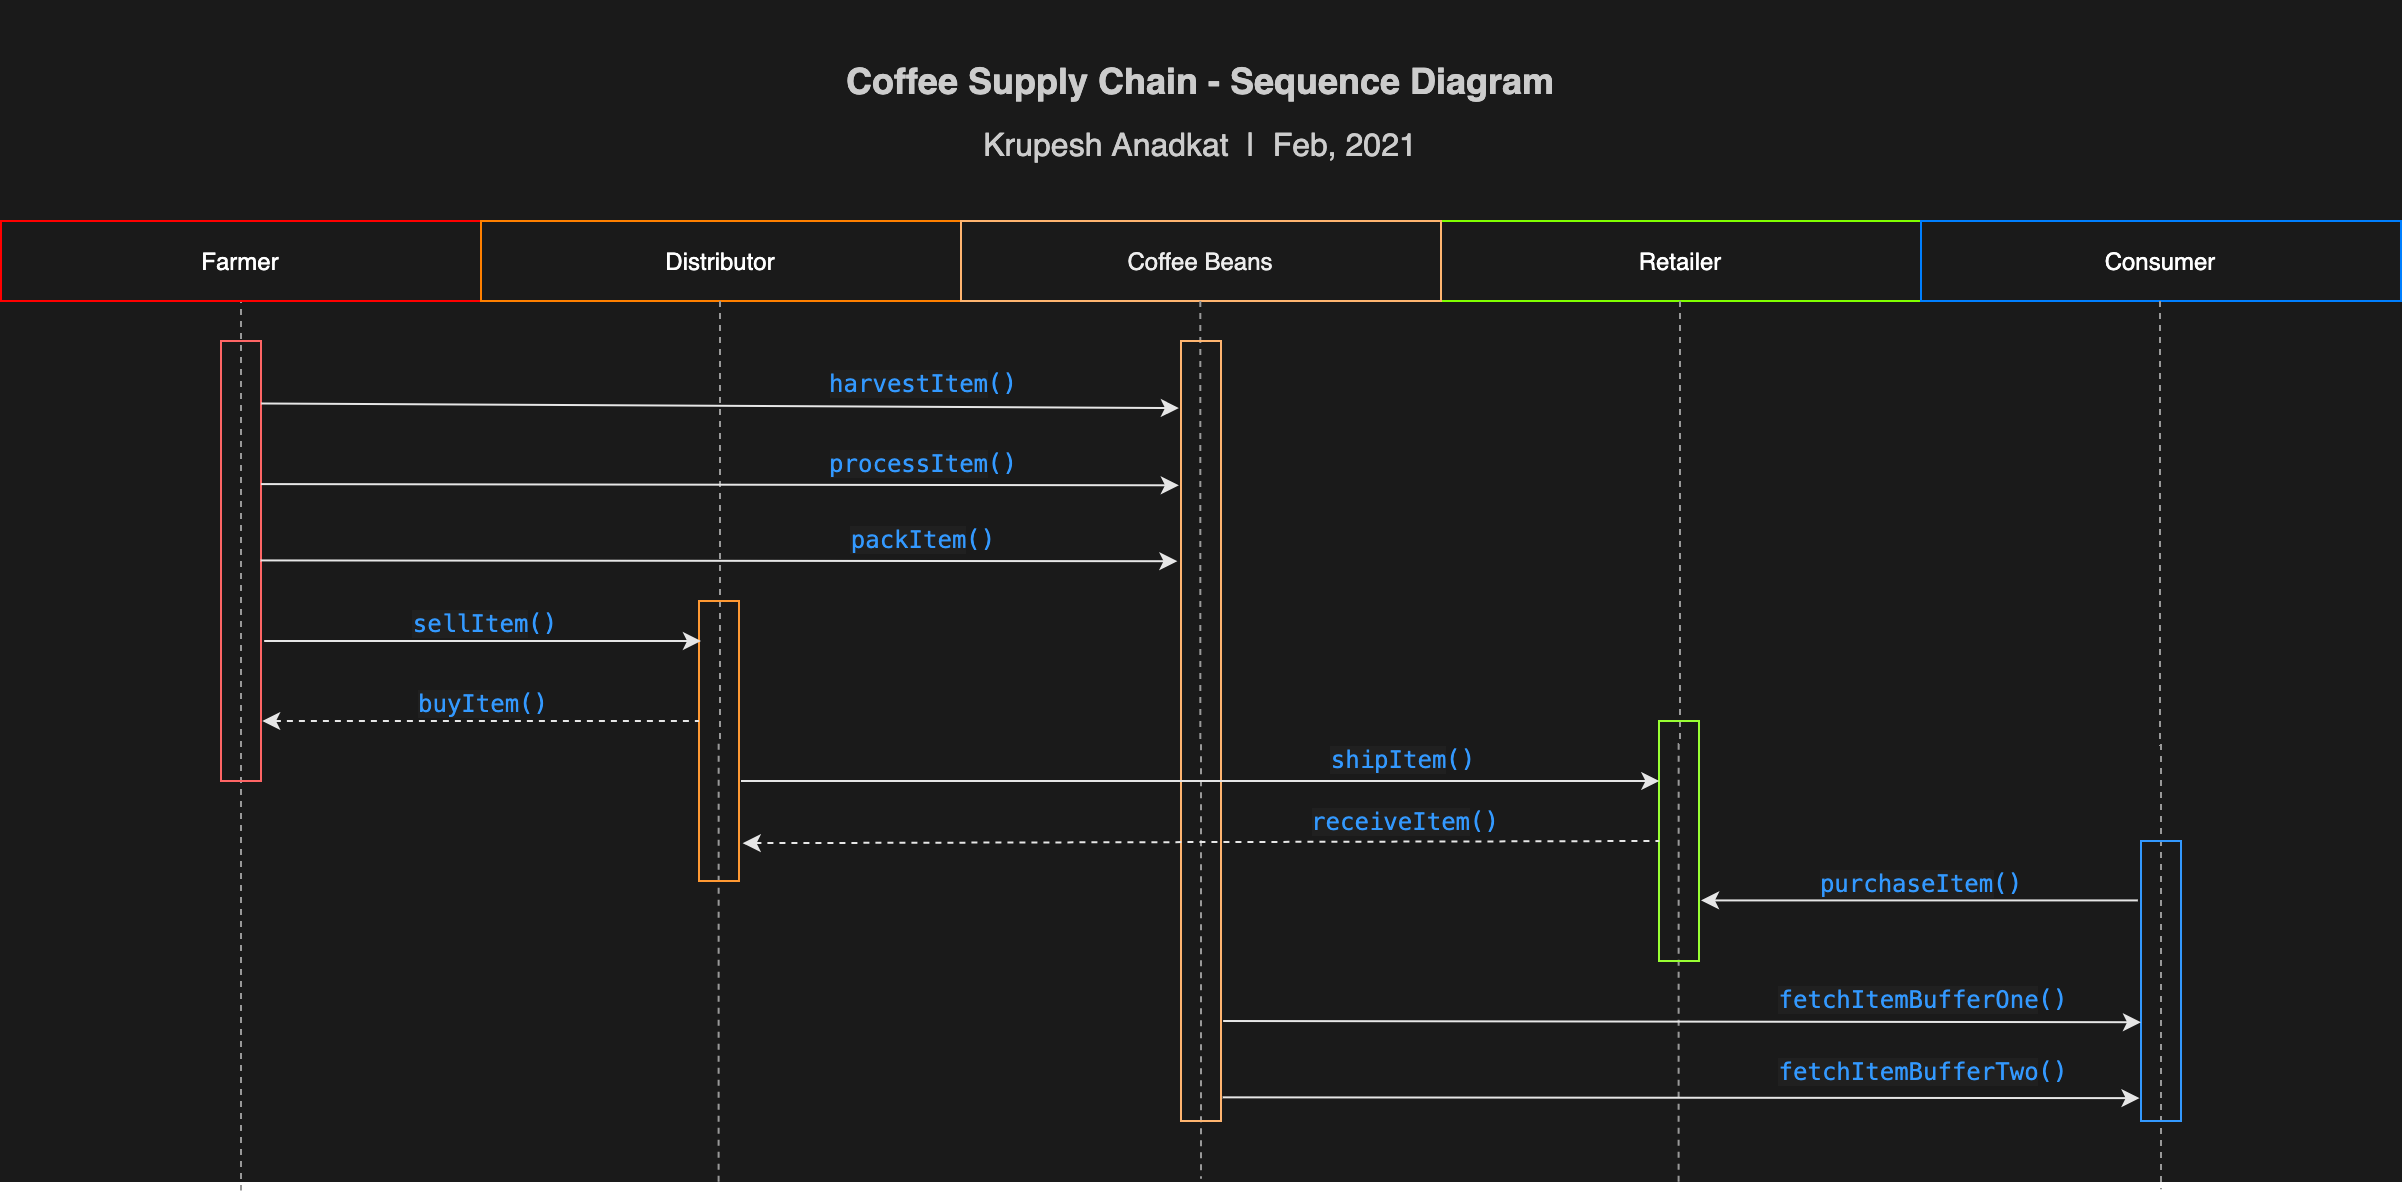 Coffee Supply Chain - Sequence Diagram
Krupesh Anadkat | Feb, 2021
Farmer
Distributor
Coffee Beans
Retailer
Consumer
harvestItem()
processItem()
packItem()
sellItem()
buyItem()
shipItem()
receiveItem()
purchaseItem()
fetchItemBufferOne()
fetchItemBufferTwo()